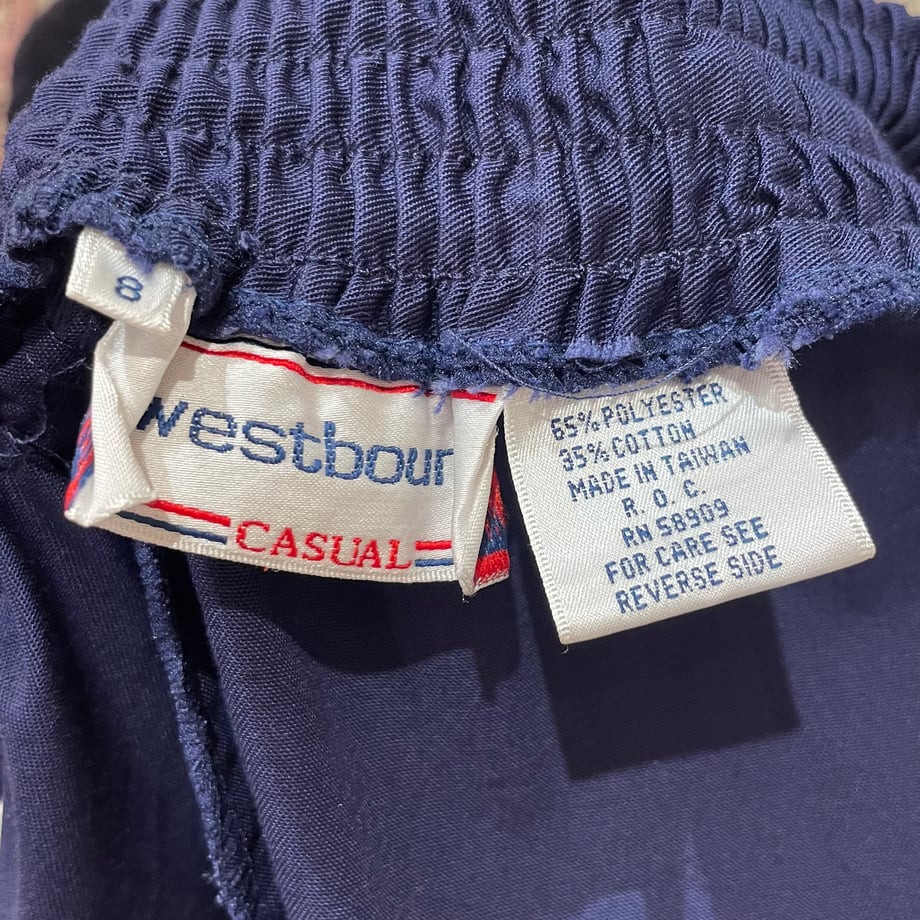 8
westbour
CASUAL
65% POLYESTER
35% COTTON
MADE IN TAIWAN
R. O. C.
RN 58909
FOR CARE SEE
REVERSE SIDE